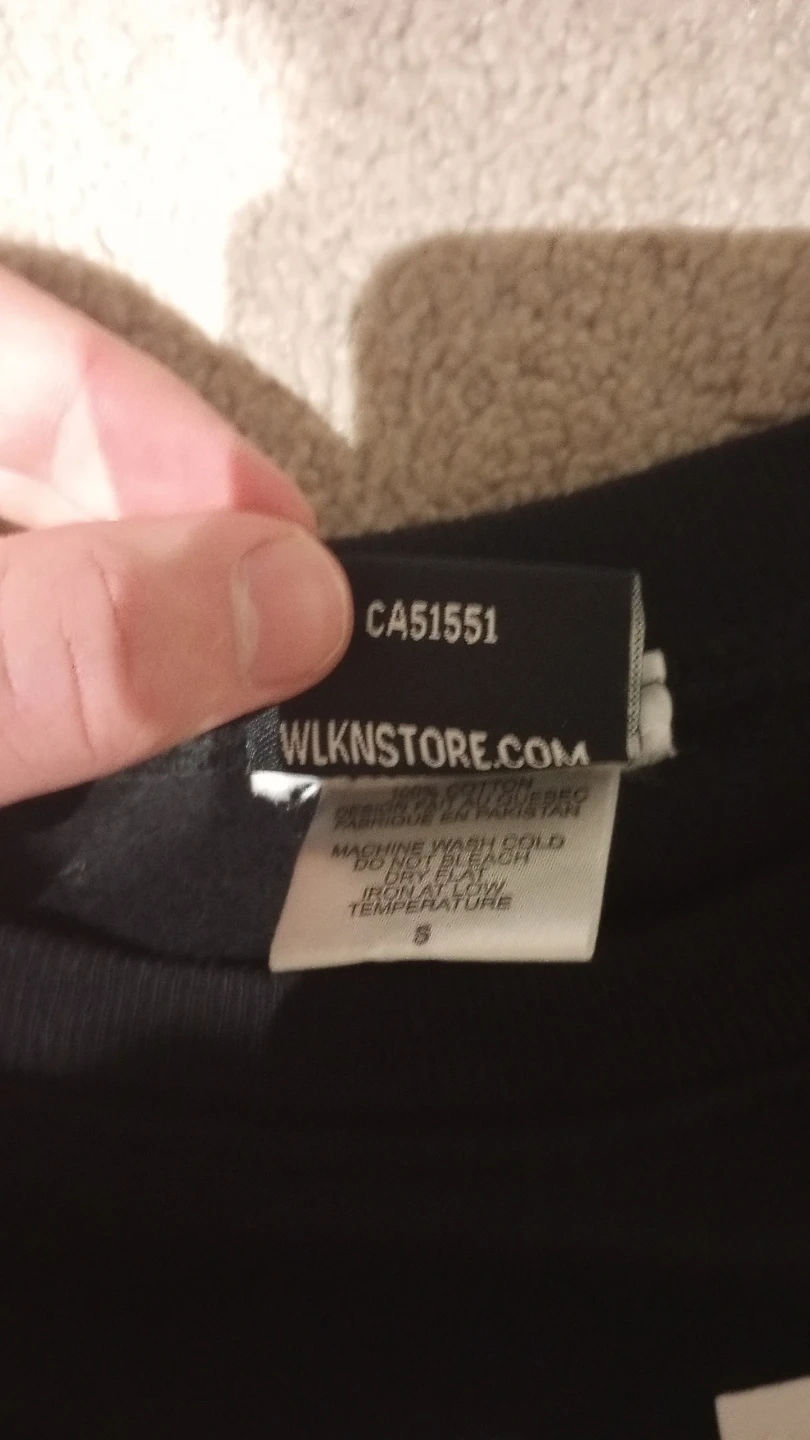 CA51551
WLKNSTORE.COM
100% COTTON
DESIGN FAIT AU QUEBEC
FABRIQUE EN PAKISTAN
MACHINE WASH COLD
DO NOT BLEACH
DRY FLAT
IRON AT LOW
TEMPERATURE
S